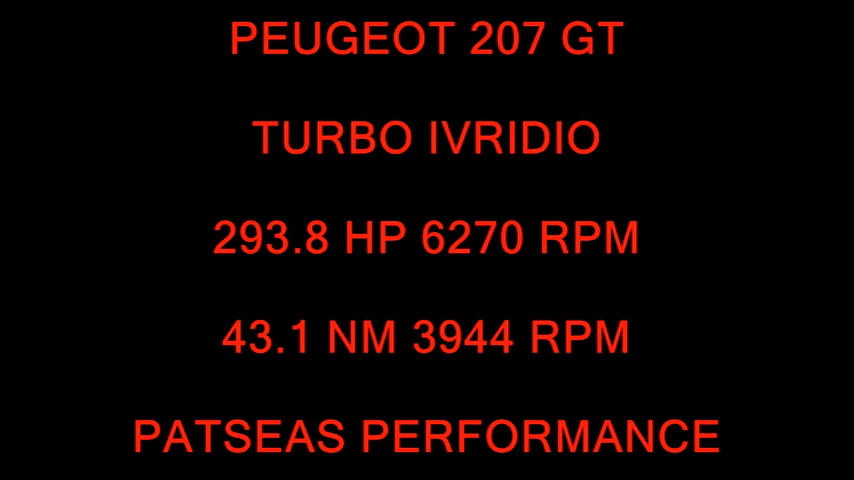 PEUGEOT 207 GT
TURBO IVRIDIO
293.8 HP 6270 RPM
43.1 NM 3944 RPM
PATSEAS PERFORMANCE